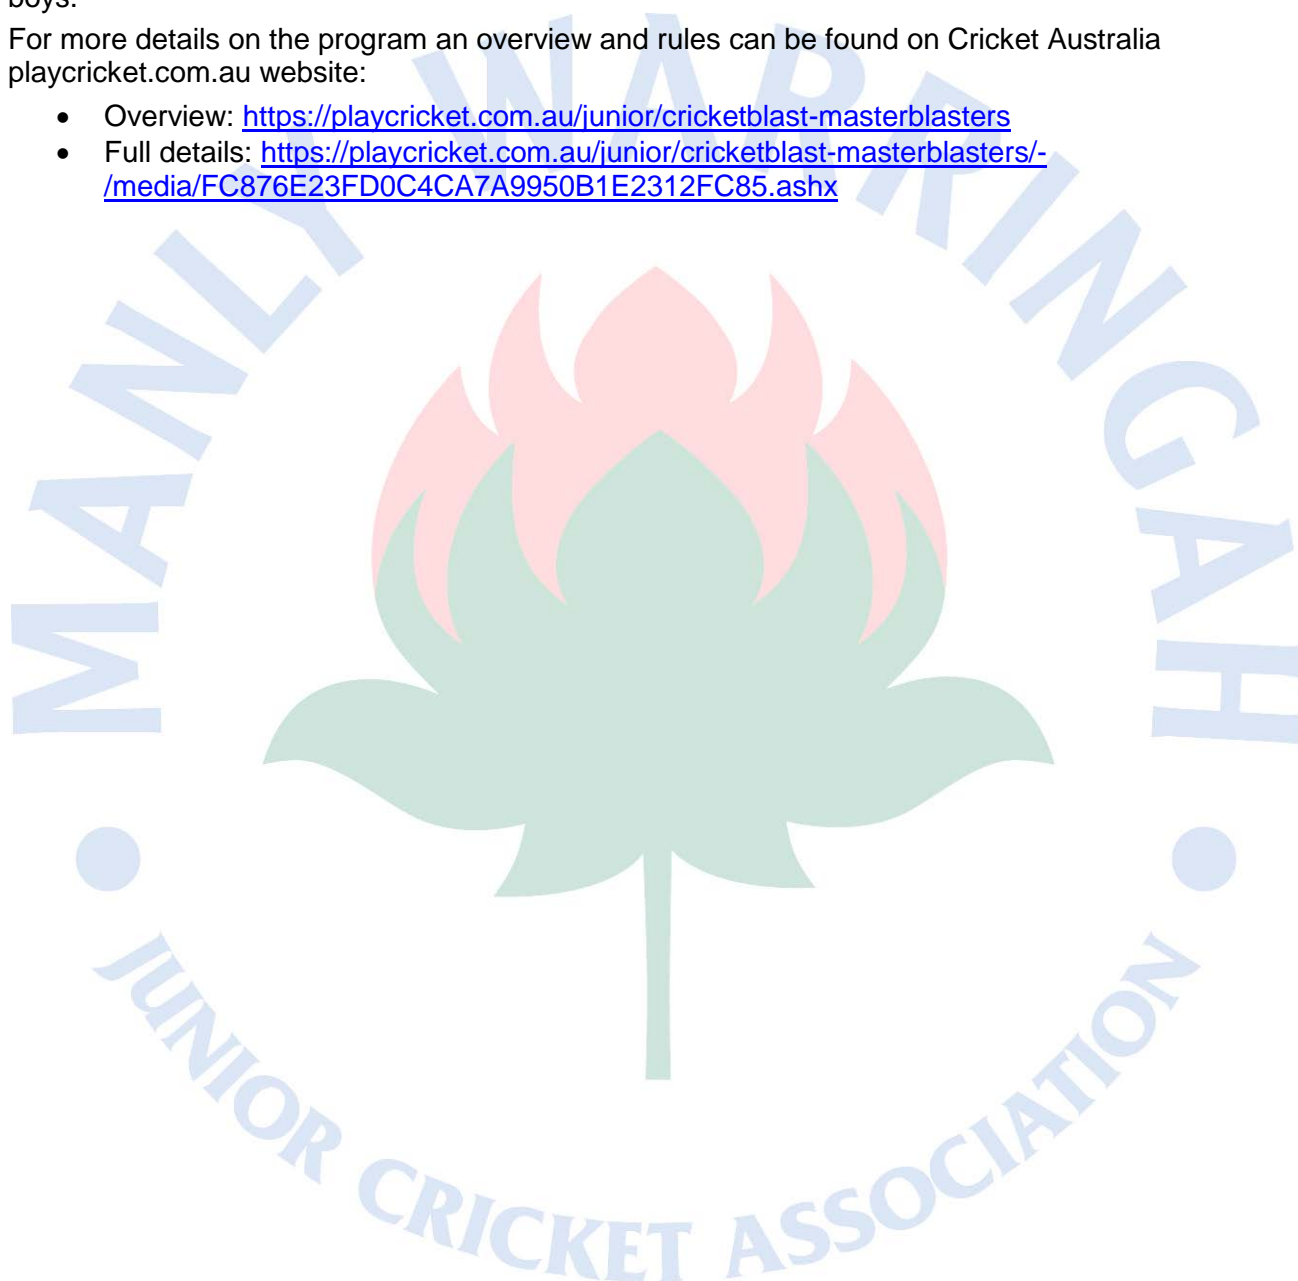 boys.
For more details on the program an overview and rules can be found on Cricket Australia
playcricket.com.au website:
• Overview: https://playcricket.com.au/junior/cricketblast-masterblasters
• Full details: https://playcricket.com.au/junior/cricketblast-masterblasters/-
/media/FC876E23FD0C4CA7A9950B1E2312FC85.ashx
MANLY WARRINGAH
• JUNIOR CRICKET ASSOCIATION •